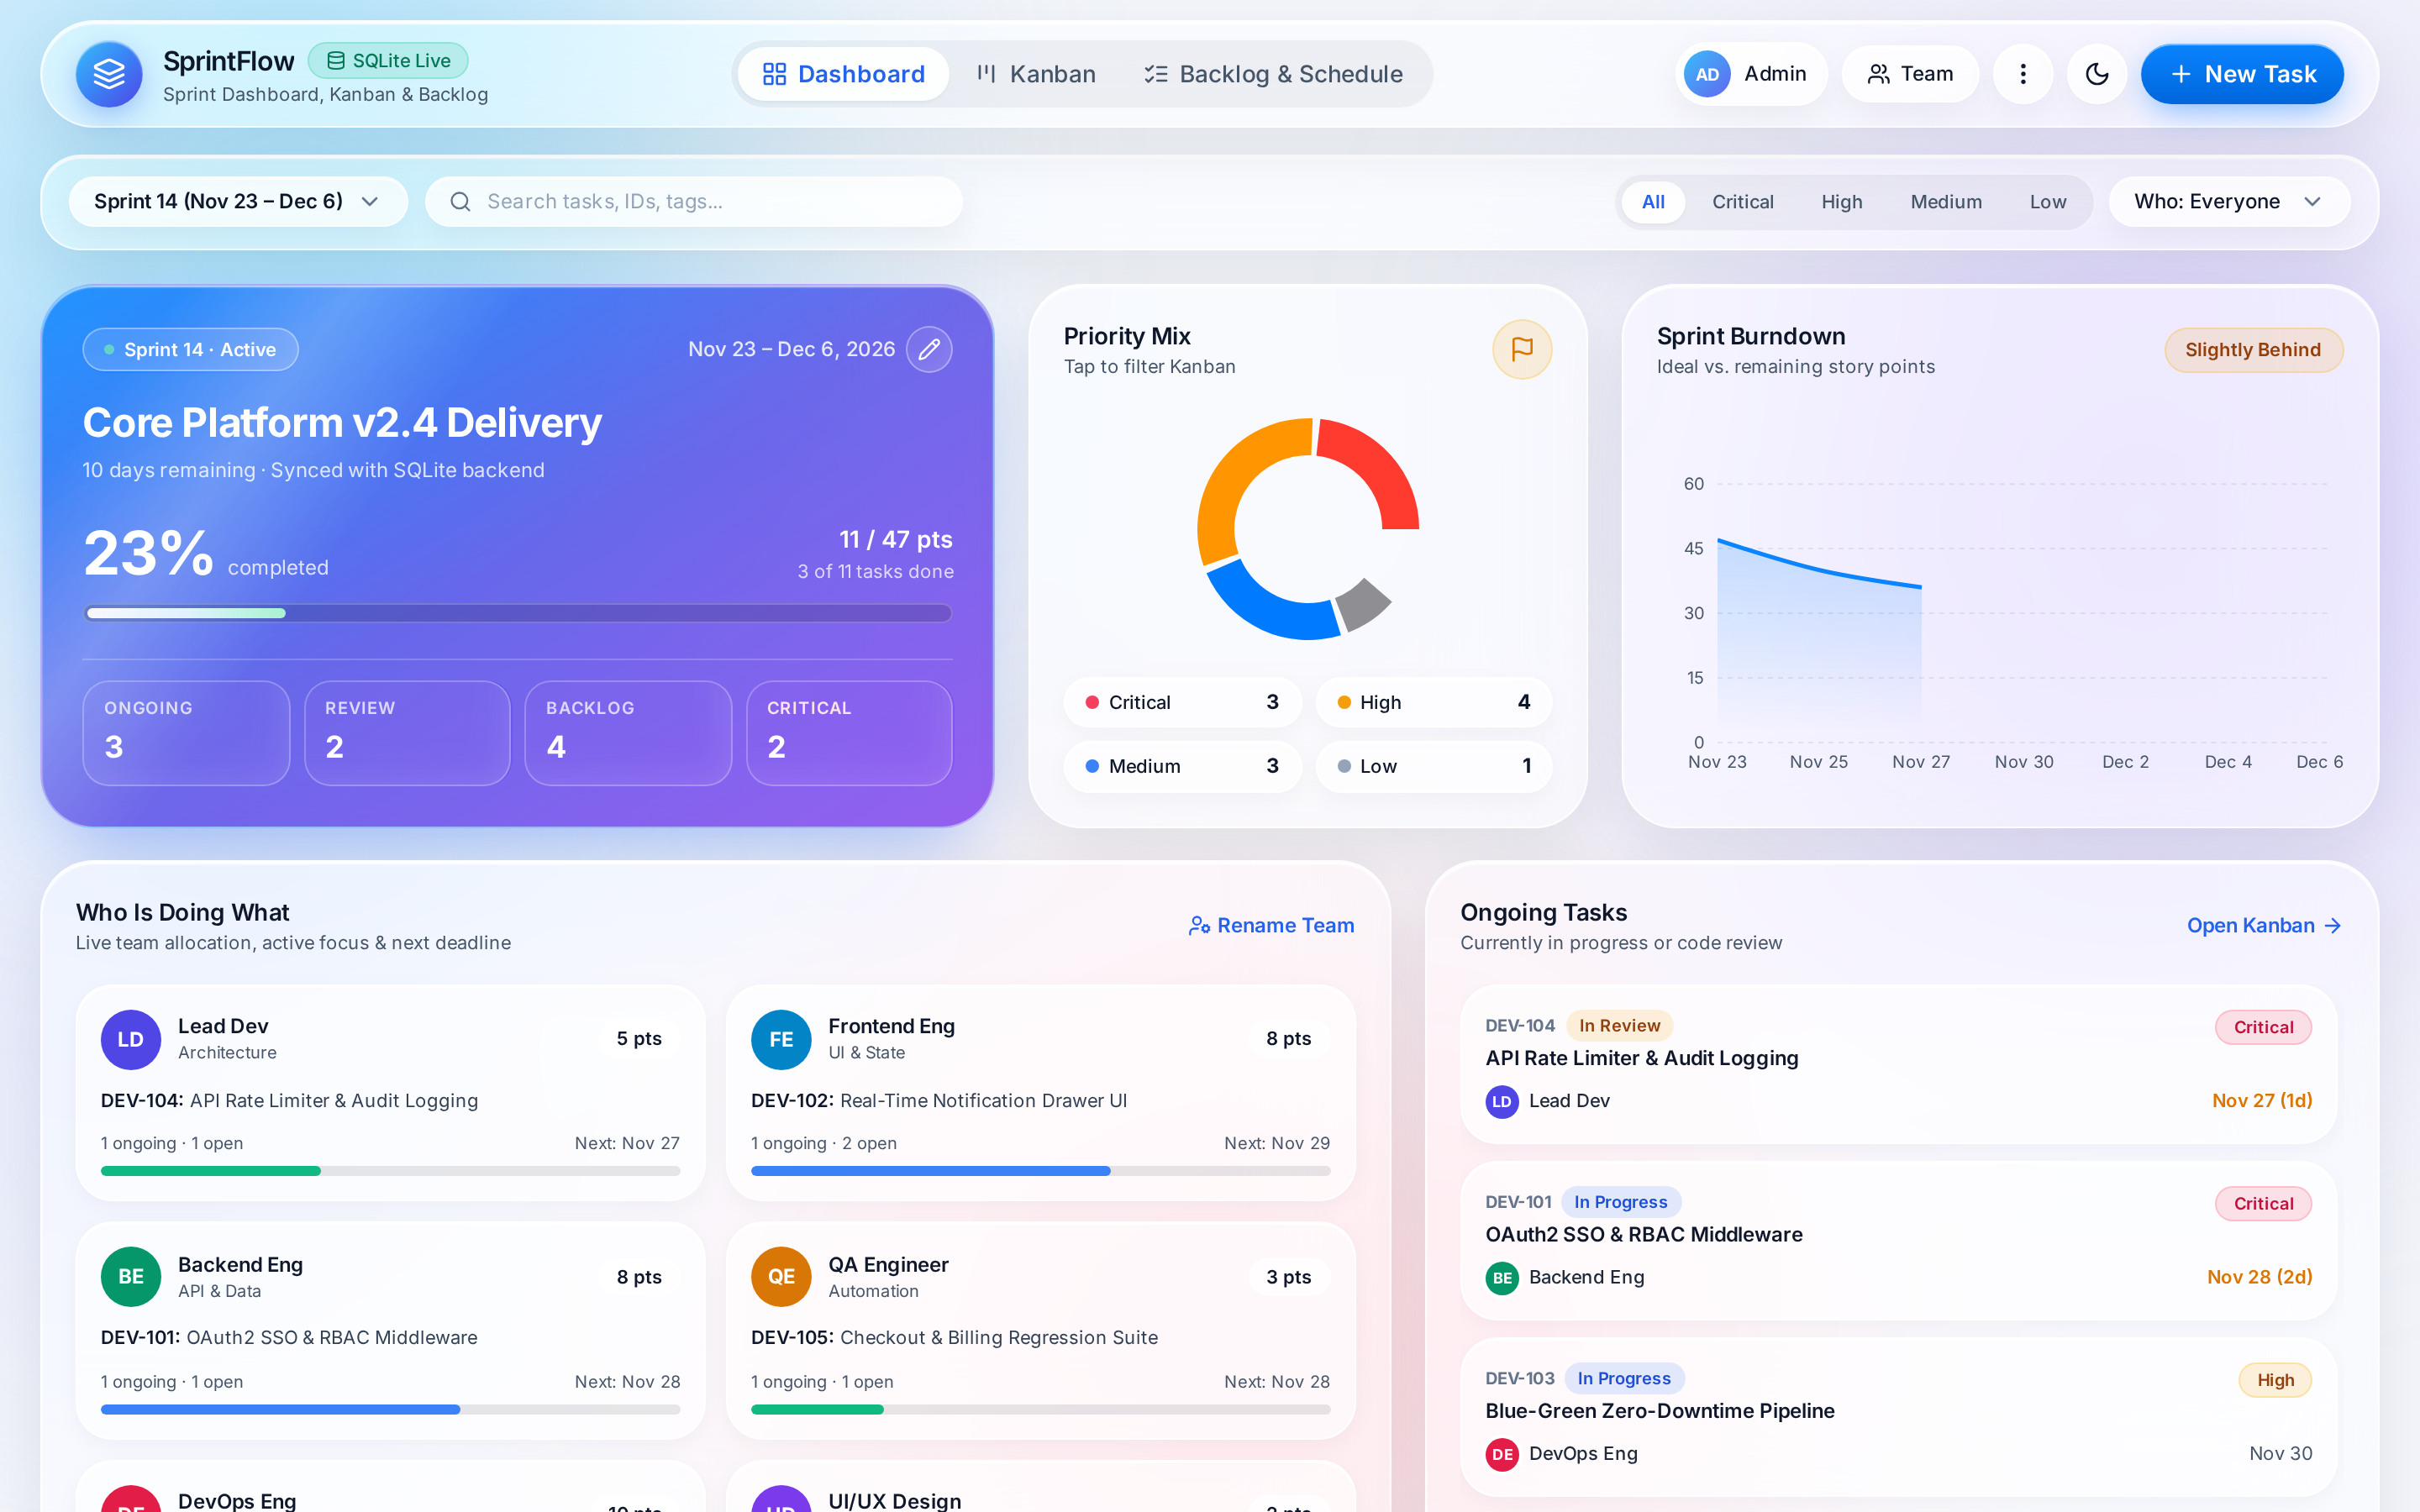 SprintFlow
SQLite Live
Sprint Dashboard, Kanban & Backlog
Dashboard
Kanban
Backlog & Schedule
AD
Admin
Team
New Task
Sprint 14 (Nov 23 – Dec 6)
Search tasks, IDs, tags...
All
Critical
High
Medium
Low
Who: Everyone
Sprint 14 · Active
Nov 23 – Dec 6, 2026
Core Platform v2.4 Delivery
10 days remaining · Synced with SQLite backend
23% completed
11 / 47 pts
3 of 11 tasks done
ONGOING
3
REVIEW
2
BACKLOG
4
CRITICAL
2
Priority Mix
Tap to filter Kanban
Critical 3
High 4
Medium 3
Low 1
Sprint Burndown
Ideal vs. remaining story points
Slightly Behind
60
45
30
15
0
Nov 23
Nov 25
Nov 27
Nov 30
Dec 2
Dec 4
Dec 6
Who Is Doing What
Live team allocation, active focus & next deadline
Rename Team
LD
Lead Dev
Architecture
5 pts
DEV-104: API Rate Limiter & Audit Logging
1 ongoing · 1 open
Next: Nov 27
FE
Frontend Eng
UI & State
8 pts
DEV-102: Real-Time Notification Drawer UI
1 ongoing · 2 open
Next: Nov 29
BE
Backend Eng
API & Data
8 pts
DEV-101: OAuth2 SSO & RBAC Middleware
1 ongoing · 1 open
Next: Nov 28
QE
QA Engineer
Automation
3 pts
DEV-105: Checkout & Billing Regression Suite
1 ongoing · 1 open
Next: Nov 28
DevOps Eng
UI/UX Design
Ongoing Tasks
Currently in progress or code review
Open Kanban
DEV-104
In Review
Critical
API Rate Limiter & Audit Logging
LD
Lead Dev
Nov 27 (1d)
DEV-101
In Progress
Critical
OAuth2 SSO & RBAC Middleware
BE
Backend Eng
Nov 28 (2d)
DEV-103
In Progress
High
Blue-Green Zero-Downtime Pipeline
DE
DevOps Eng
Nov 30